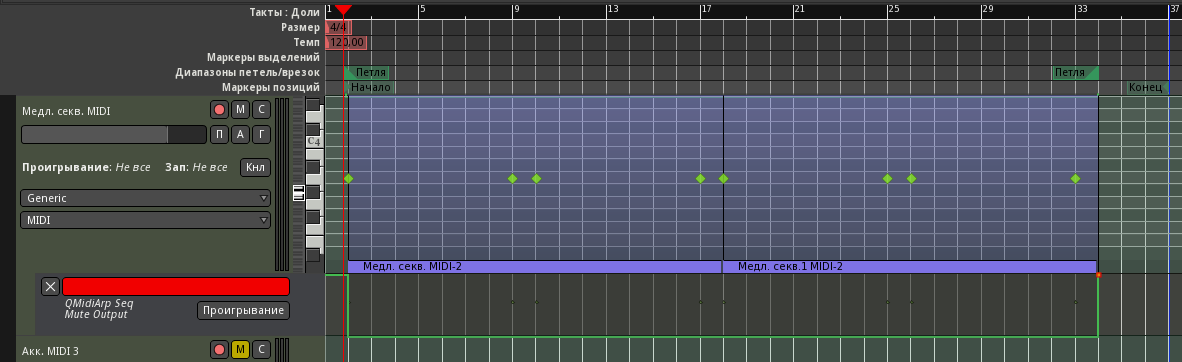 Такты : Доли 1 5 9 13 17 21 25 29 33 37
Размер 4/4
Темп 120,00
Маркеры выделений
Диапазоны петель/врезок Петля Петля
Маркеры позиций Начало Конец
Медл. секв. MIDI М С
C4
П А Г
Проигрывание: Не все Зап: Не все Кнл
Generic
MIDI
Медл. секв. MIDI-2 Медл. секв.1 MIDI-2
QMidiArp Seq
Mute Output Проигрывание
Акк. MIDI 3 М С